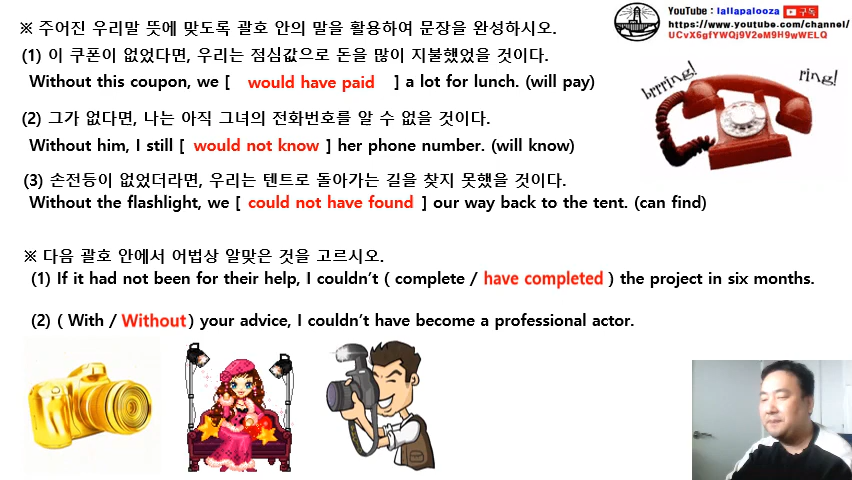 ※ 주어진 우리말 뜻에 맞도록 괄호 안의 말을 활용하여 문장을 완성하시오.
YouTube : lallapalooza 구독
https://www.youtube.com/channel/
UCvX6gfYWQj9V2eM9H9wWELQ
(1) 이 쿠폰이 없었다면, 우리는 점심값으로 돈을 많이 지불했었을 것이다.
Without this coupon, we [ would have paid ] a lot for lunch. (will pay)
brrring!
ring!
(2) 그가 없다면, 나는 아직 그녀의 전화번호를 알 수 없을 것이다.
Without him, I still [ would not know ] her phone number. (will know)
(3) 손전등이 없었더라면, 우리는 텐트로 돌아가는 길을 찾지 못했을 것이다.
Without the flashlight, we [ could not have found ] our way back to the tent. (can find)
※ 다음 괄호 안에서 어법상 알맞은 것을 고르시오.
(1) If it had not been for their help, I couldn't ( complete / have completed ) the project in six months.
(2) ( With / Without ) your advice, I couldn't have become a professional actor.